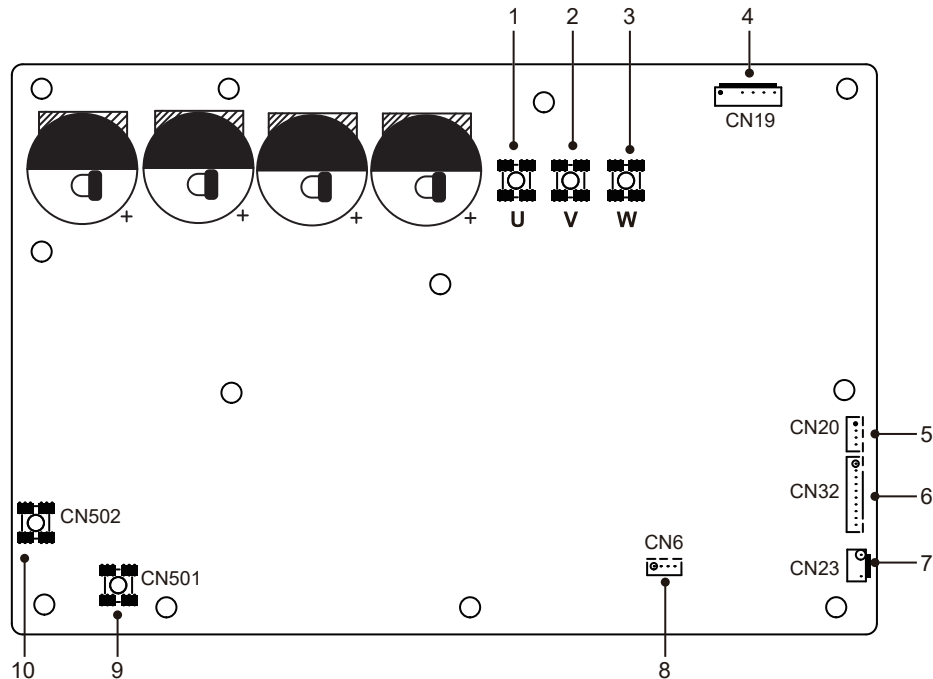 1 2 3 4
CN19
+ + + +
U V W
CN20 5
CN32 6
CN502
CN6
CN501
CN23 7
10 9 8